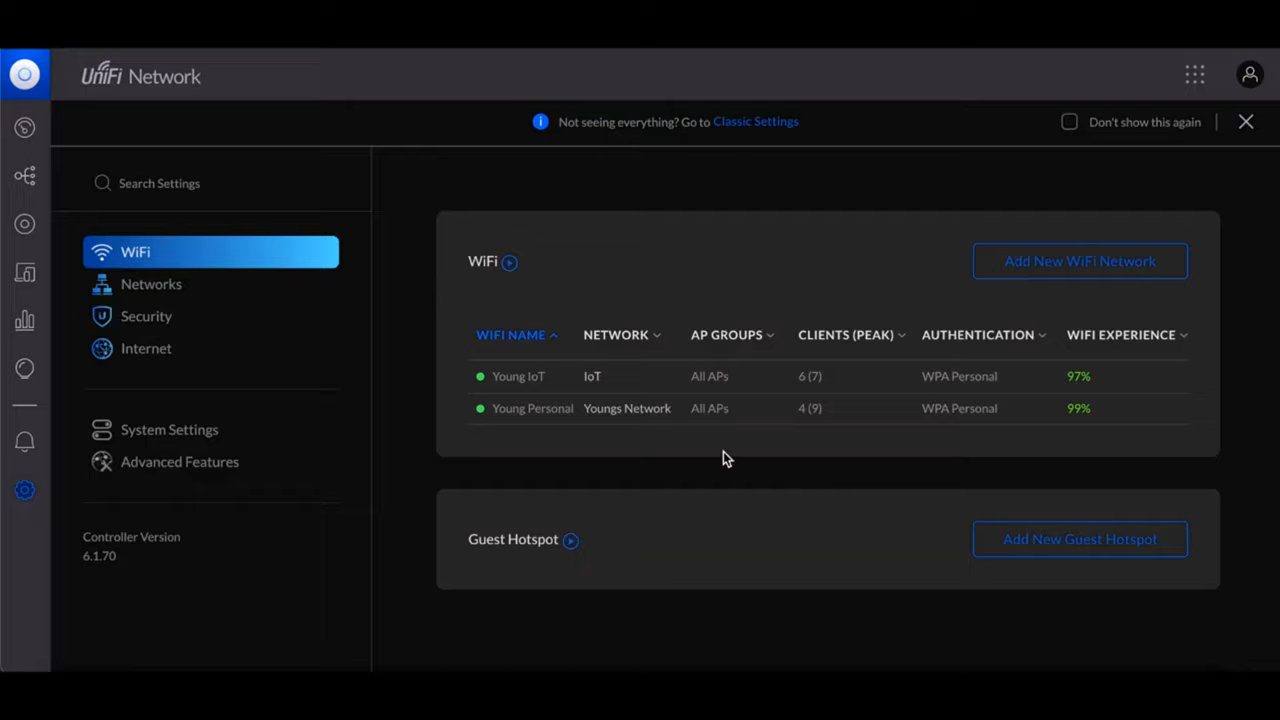 UniFi Network
Not seeing everything? Go to Classic Settings
Don't show this again
Search Settings
WiFi
Networks
Security
Internet
System Settings
Advanced Features
Controller Version
6.1.70
WiFi
Add New WiFi Network
WIFI NAME NETWORK AP GROUPS CLIENTS (PEAK) AUTHENTICATION WIFI EXPERIENCE
Young IoT IoT All APs 6 (7) WPA Personal 97%
Young Personal Youngs Network All APs 4 (9) WPA Personal 99%
Guest Hotspot
Add New Guest Hotspot